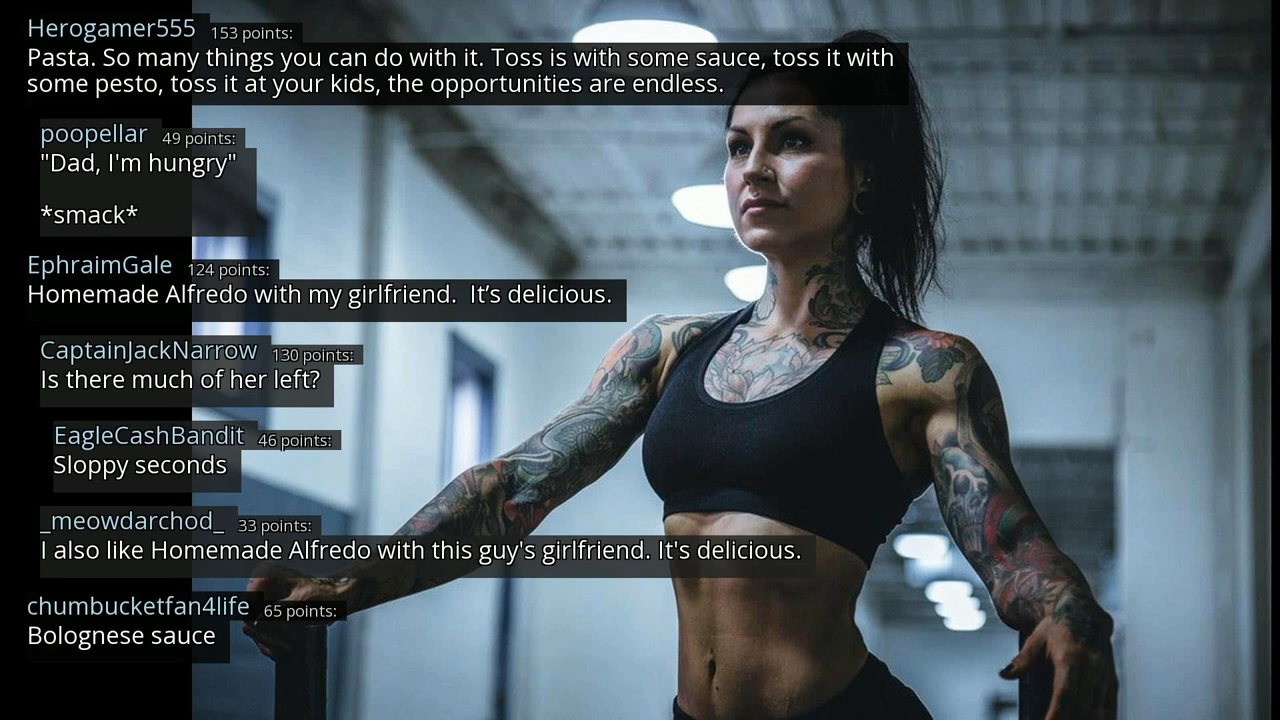 Herogamer555 153 points:
Pasta. So many things you can do with it. Toss is with some sauce, toss it with
some pesto, toss it at your kids, the opportunities are endless.
poopellar 49 points:
"Dad, I'm hungry"
*smack*
EphraimGale 124 points:
Homemade Alfredo with my girlfriend.  It’s delicious.
CaptainJackNarrow 130 points:
Is there much of her left?
EagleCashBandit 46 points:
Sloppy seconds
_meowdarchod_ 33 points:
I also like Homemade Alfredo with this guy's girlfriend. It's delicious.
chumbucketfan4life 65 points:
Bolognese sauce